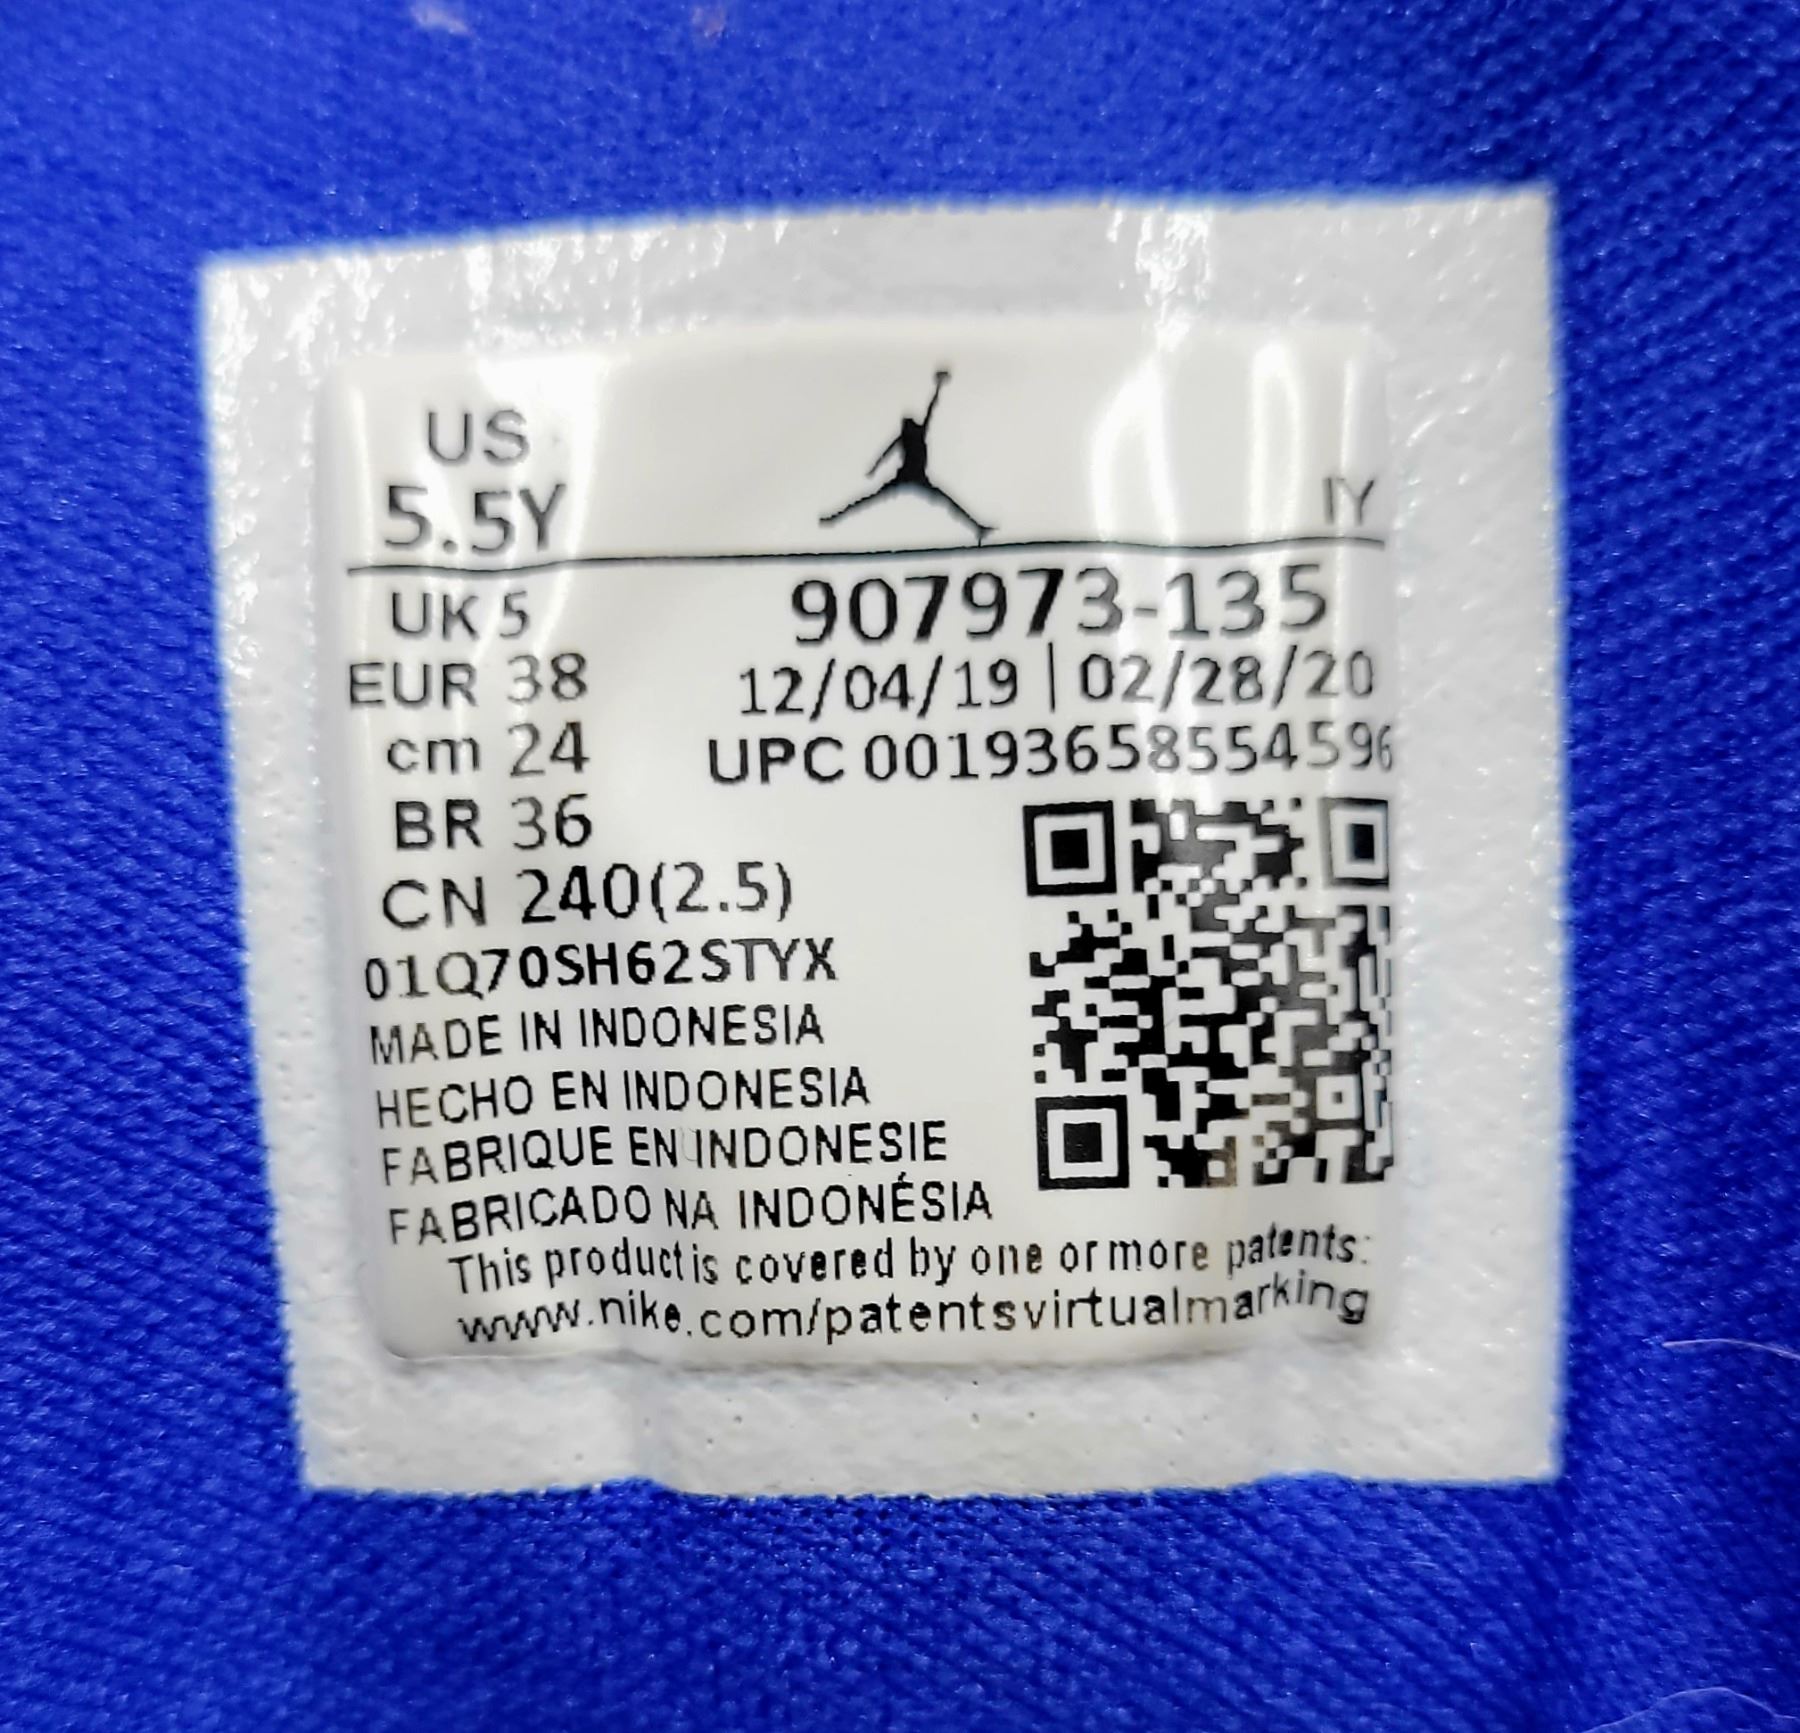 US
5.5Y
IY
UK 5
907973-135
EUR 38
12/04/19 | 02/28/20
cm 24
UPC 00193658554596
BR 36
CN 240(2.5)
01Q70SH62STYX
MADE IN INDONESIA
HECHO EN INDONESIA
FABRIQUE EN INDONESIE
FABRICADO NA INDONÉSIA
This product is covered by one or more patents:
www.nike.com/patentsvirtualmarking